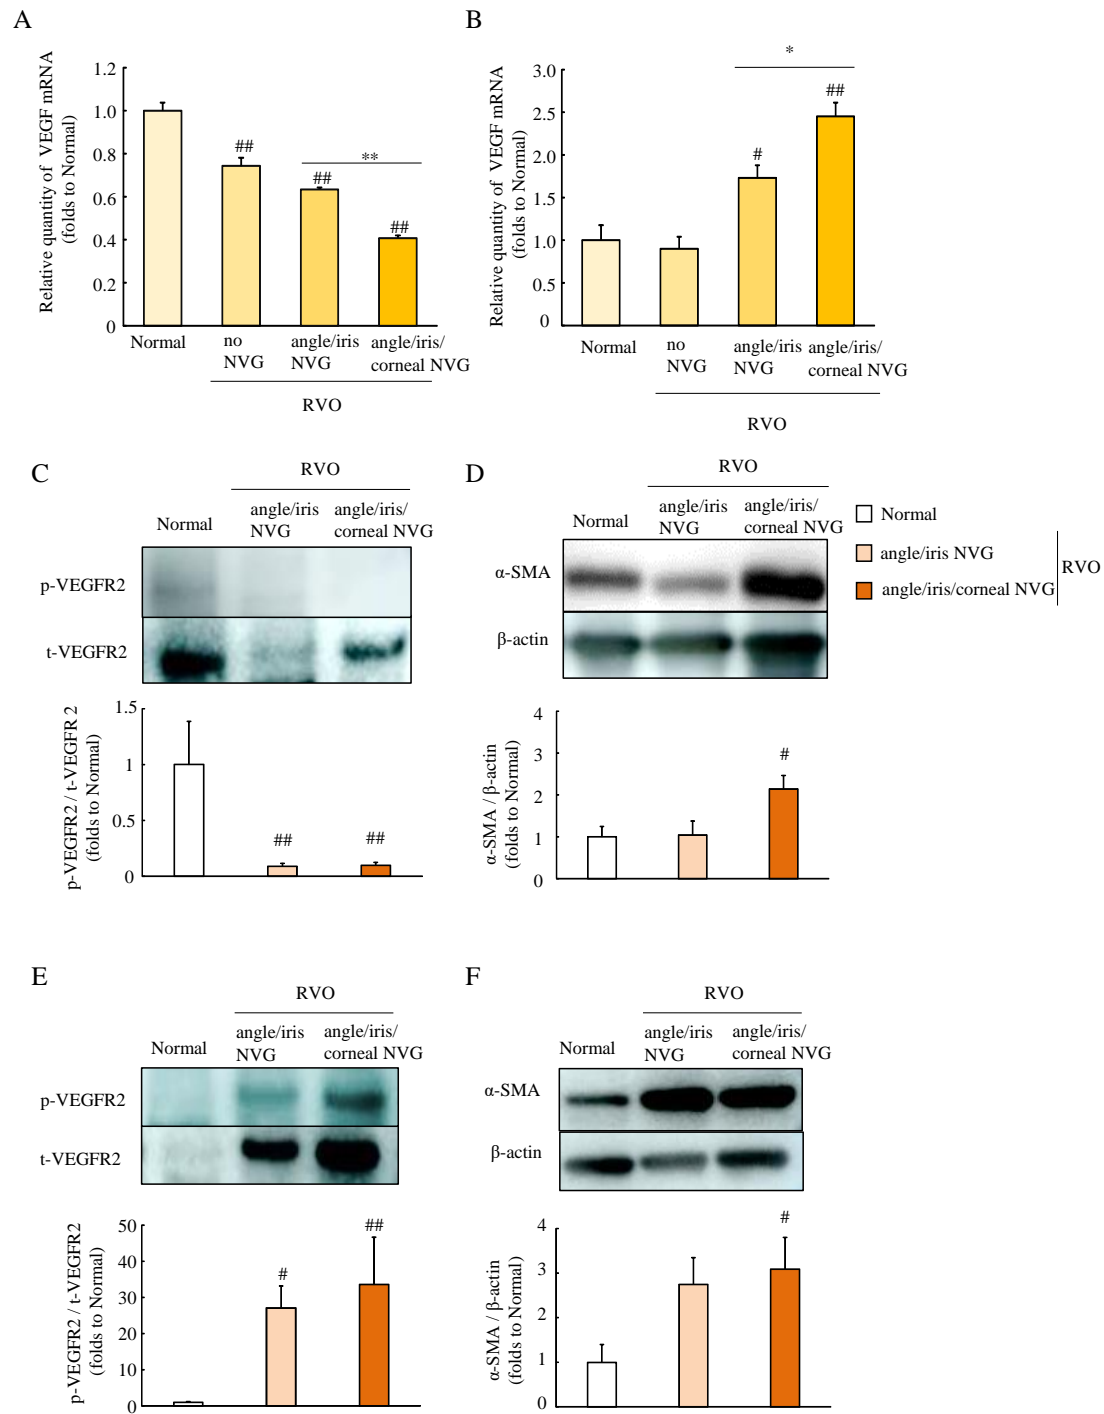 A
Relative quantity of VEGF mRNA
(folds to Normal)
1.2
1.0
0.8
0.6
0.4
0.2
0
##
##
**
##
Normal
no
NVG
angle/iris
NVG
angle/iris/
corneal NVG
RVO
B
Relative quantity of VEGF mRNA
(folds to Normal)
3.0
2.5
2.0
1.5
1.0
0.5
0
*
#
##
Normal
no
NVG
angle/iris
NVG
angle/iris/
corneal NVG
RVO
C
RVO
Normal
angle/iris
NVG
angle/iris/
corneal NVG
p-VEGFR2
t-VEGFR2
p-VEGFR2 / t-VEGFR 2
(folds to Normal)
1.5
1
0.5
0
##
##
D
RVO
Normal
angle/iris
NVG
angle/iris/
corneal NVG
α-SMA
β-actin
Normal
angle/iris NVG
angle/iris/corneal NVG
RVO
α-SMA / β-actin
(folds to Normal)
4
3
2
1
0
#
E
RVO
Normal
angle/iris
NVG
angle/iris/
corneal NVG
p-VEGFR2
t-VEGFR2
p-VEGFR2 / t-VEGFR2
(folds to Normal)
50
40
30
20
10
0
#
##
F
RVO
Normal
angle/iris
NVG
angle/iris/
corneal NVG
α-SMA
β-actin
α-SMA / β-actin
(folds to Normal)
4
3
2
1
0
#